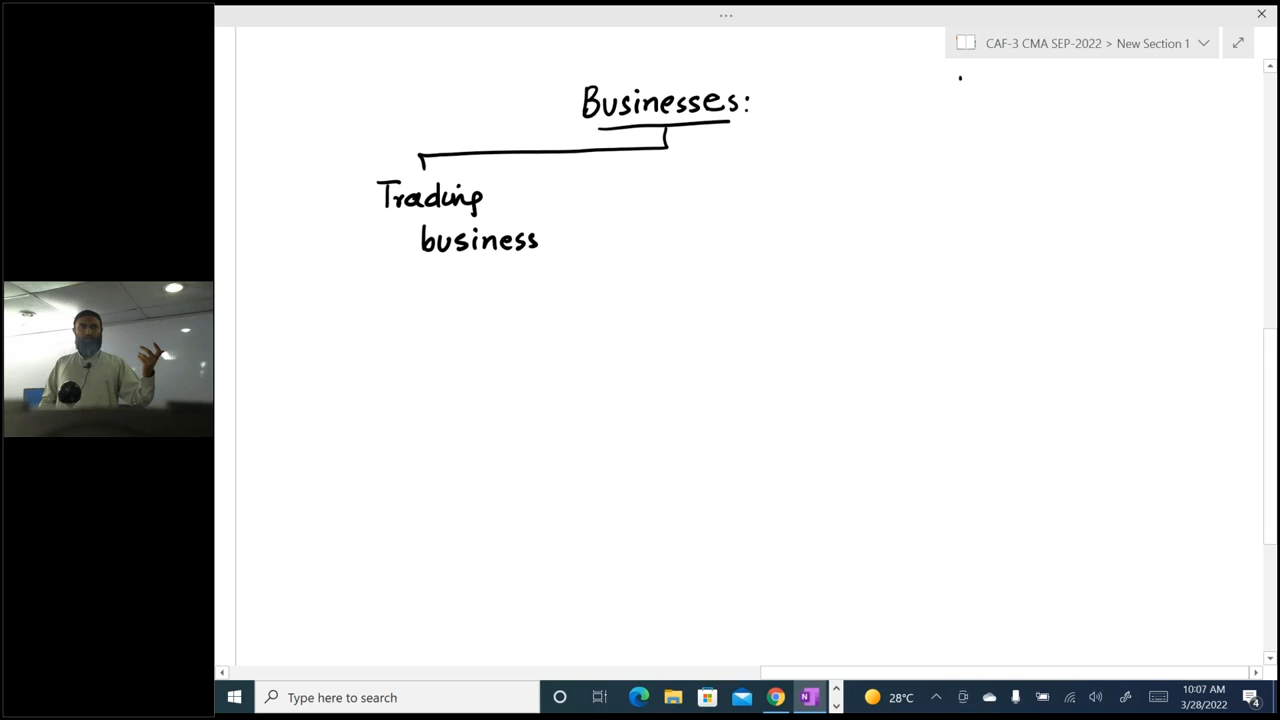 CAF-3 CMA SEP-2022 > New Section 1
Businesses:
Trading
business
Type here to search
28°C
10:07 AM
3/28/2022
4